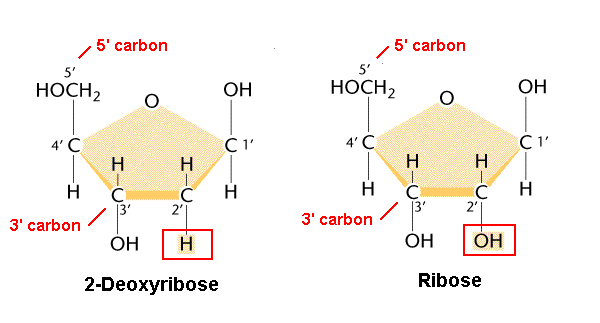 5' carbon
5'
HOCH2
O
OH
4'
C
C
1'
H
H
H
H
C
C
3'
2'
3' carbon
OH
H
2-Deoxyribose
5' carbon
5'
HOCH2
O
OH
4'
C
C
1'
H
H
H
H
C
C
3'
2'
3' carbon
OH
OH
Ribose